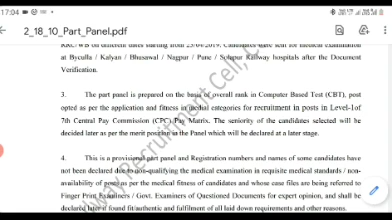 17:04
2_18_10_Part_Panel.pdf
RRC/WB on different dates starting from 25/04/2019. Candidates were sent for medical examination
at Byculla / Kalyan / Bhusawal / Nagpur / Pune / Solapur Railway hospitals after the Document
Verification.
3. The part panel is prepared on the basis of overall rank in Computer Based Test (CBT), post
opted as per the application and fitness in medical categories for recruitment in posts in Level-1of
7th Central Pay Commission (CPC) Pay Matrix. The seniority of the candidates selected will be
decided later as per the merit position in the Panel which will be declared at a later stage.
4. This is a provisional part panel and Registration numbers and names of some candidates have
not been declared due to non-qualifying the medical examination in requisite medical standards / non-
availability of posts as per the medical fitness of candidates and whose case files are being referred to
Finger Print Examiners / Govt. Examiners of Questioned Documents for expert opinion, and shall be
declared later if found fit/authentic and fulfilment of all laid down requirements and other reasons.
Railway Recruitment Cell, C